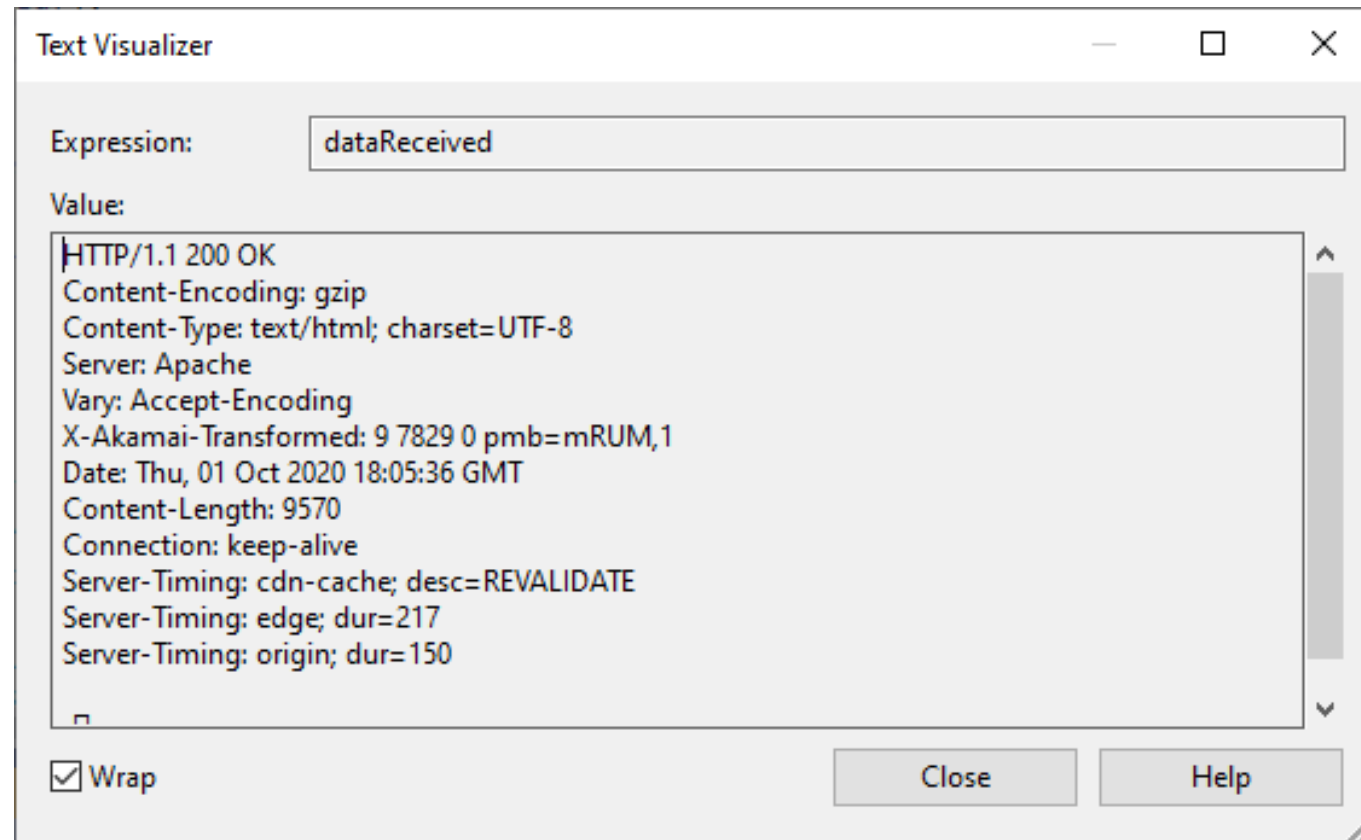 Text Visualizer
Expression:
dataReceived
Value:
HTTP/1.1 200 OK
Content-Encoding: gzip
Content-Type: text/html; charset=UTF-8
Server: Apache
Vary: Accept-Encoding
X-Akamai-Transformed: 9 7829 0 pmb=mRUM,1
Date: Thu, 01 Oct 2020 18:05:36 GMT
Content-Length: 9570
Connection: keep-alive
Server-Timing: cdn-cache; desc=REVALIDATE
Server-Timing: edge; dur=217
Server-Timing: origin; dur=150
Wrap
Close
Help